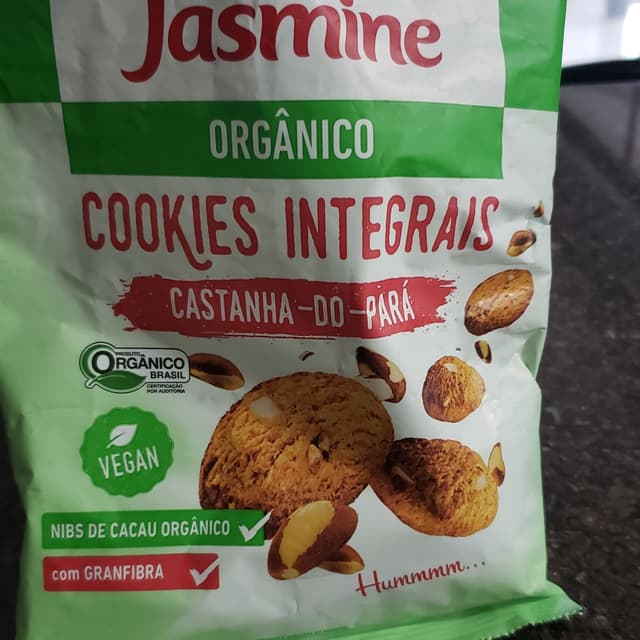 Jasmine
ORGÂNICO
COOKIES INTEGRAIS
CASTANHA-DO-PARÁ
PRODUTO
ORGÂNICO
BRASIL
CERTIFICAÇÃO
POR AUDITORIA
VEGAN
NIBS DE CACAU ORGÂNICO
com GRANFIBRA
Hummmm...